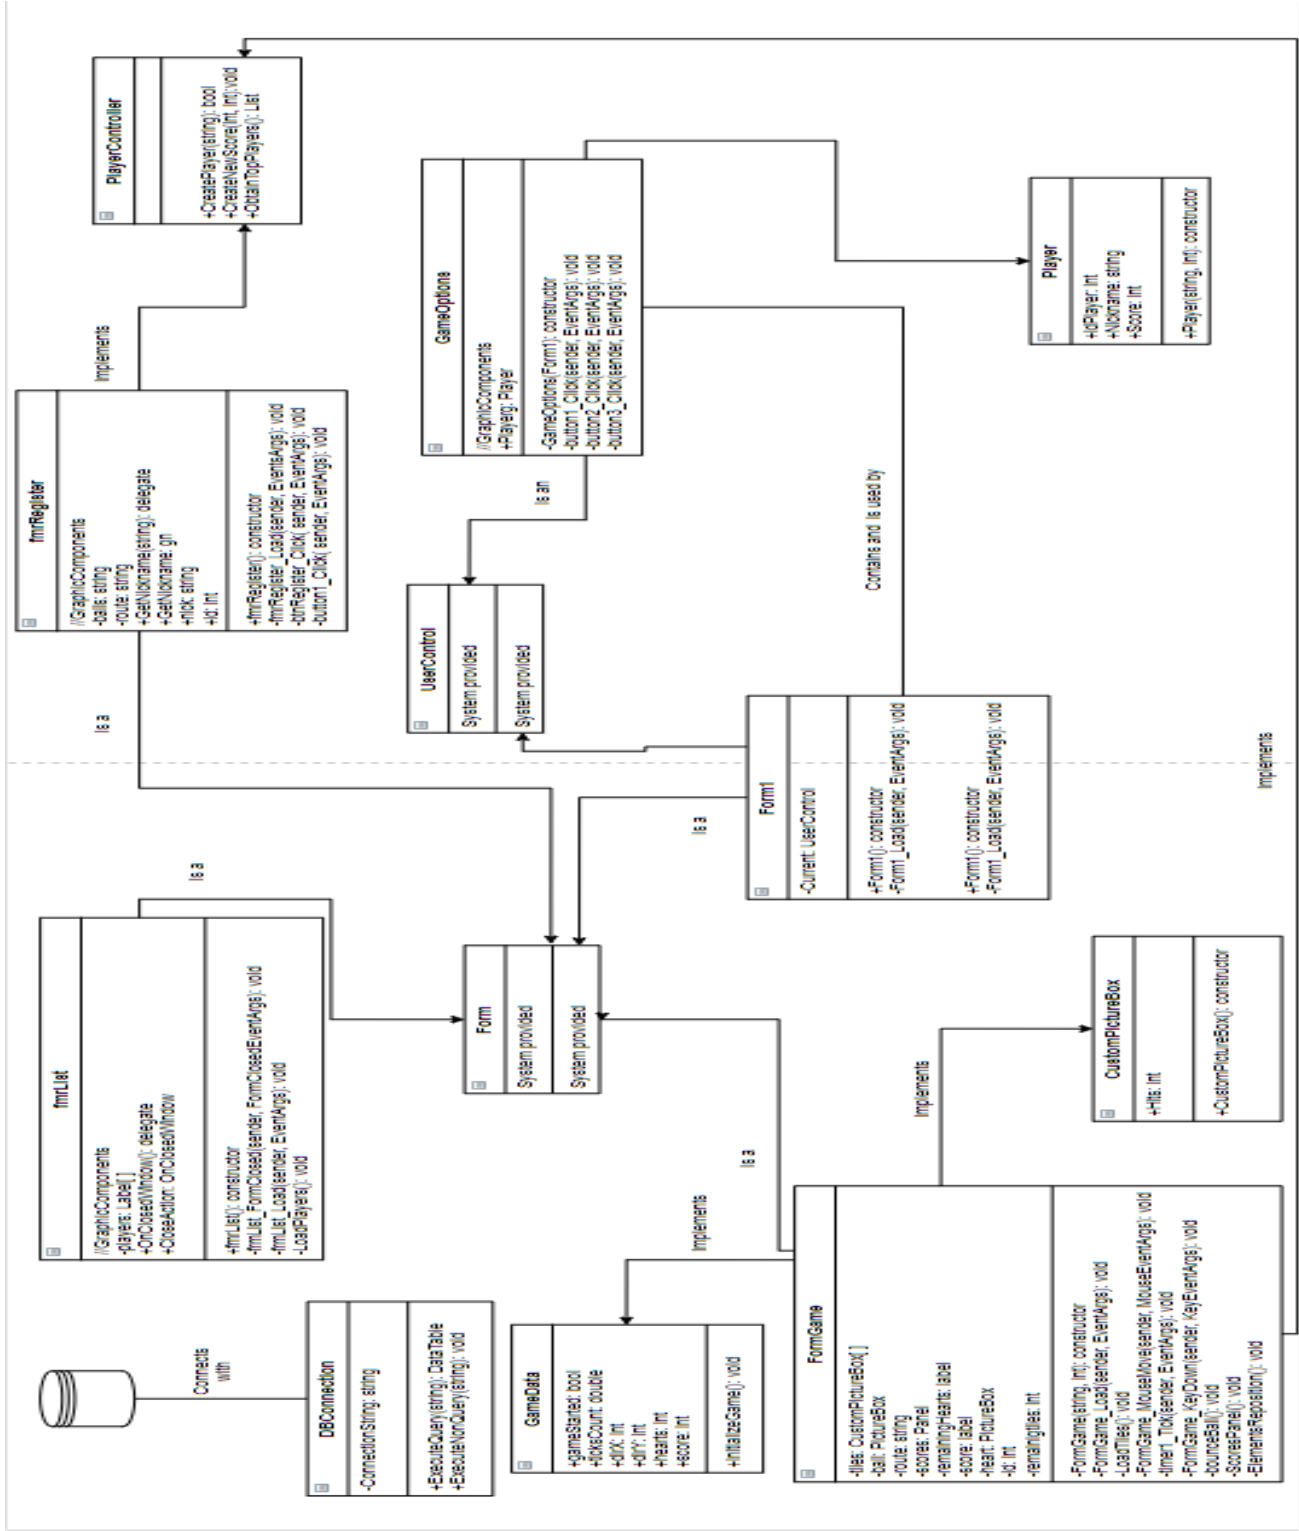 PlayerController
+CreatePlayer(string): bool
+CreateNewScore(int, int):void
+ObtainTopPlayers(): List
Implements
fmrRegister
//GraphicComponents
-balls: string
-route: string
+GetNickname(string): delegate
+GetNickname: gn
+nick: string
+id: int
+fmrRegister(): constructor
-fmrRegister_Load(sender, EventsArgs): void
-btnRegister_Click( sender, EventArgs): void
-button1_Click( sender, EventArgs): void
Is a
GameOptions
//GraphicComponents
+Playerg: Player
-GameOptions(Form1): constructor
-button1_Click(sender, EventArgs): void
-button2_Click(sender, EventArgs): void
-button3_Click(sender, EventArgs): void
Is an
UserControl
System provided
System provided
Player
+idPlayer: int
+Nickname: string
+Score: int
+Player(string, int): constructor
Contains and is used by
Form1
-Current: UserControl
+Form1(): constructor
-Form1_Load(sender, EventArgs): void
+Form1(): constructor
-Form1_Load(sender, EventArgs): void
Is a
Implements
fmrList
//GraphicComponents
-players: Label[ ]
+OnClosedWindow(): delegate
+CloseAction: OnClosedWindow
+fmrList(): constructor
-frmList_FormClosed(sender, FormClosedEventArgs): void
-frmList_Load(sender, EventArgs): void
-LoadPlayers(): void
Is a
Form
System provided
System provided
Is a
Implements
CustomPictureBox
+Hits: int
+CustomPictureBox(): constructor
Connects
with
DBConnection
-ConnectionString: string
+ExecuteQuery(string): DataTable
+ExecuteNonQuery(string): void
GameData
+gameStarted: bool
+ticksCount: double
+dirX: int
+dirY: int
+hearts: int
+score: int
+InitializeGame(): void
Implements
FormGame
-tiles: CustomPictureBox[ ]
-ball: PictureBox
-route: string
-scores: Panel
-remainingHearts: label
-score: label
-heart: PictureBox
-id: int
-remainigtiles: int
-FormGame(string, int): constructor
-FormGame_Load(sender, EventArgs): void
-LoadTiles(): void
-FormGame_MouseMove(sender, MouseEventArgs): void
-timer1_Tick(sender, EventArgs): void
-FormGame_KeyDown(sender, KeyEventArgs): void
-bounceBall(): void
-ScoresPanel(): void
-ElementsReposition(): void